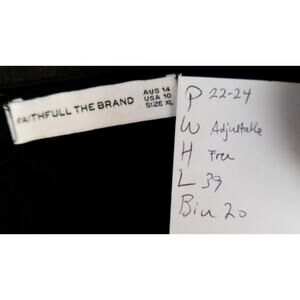 FAITHFULL THE BRAND
AUS 14
USA 10
SIZE XL
P 22-24
W Adjustable
H Free
L 39
Bin 20